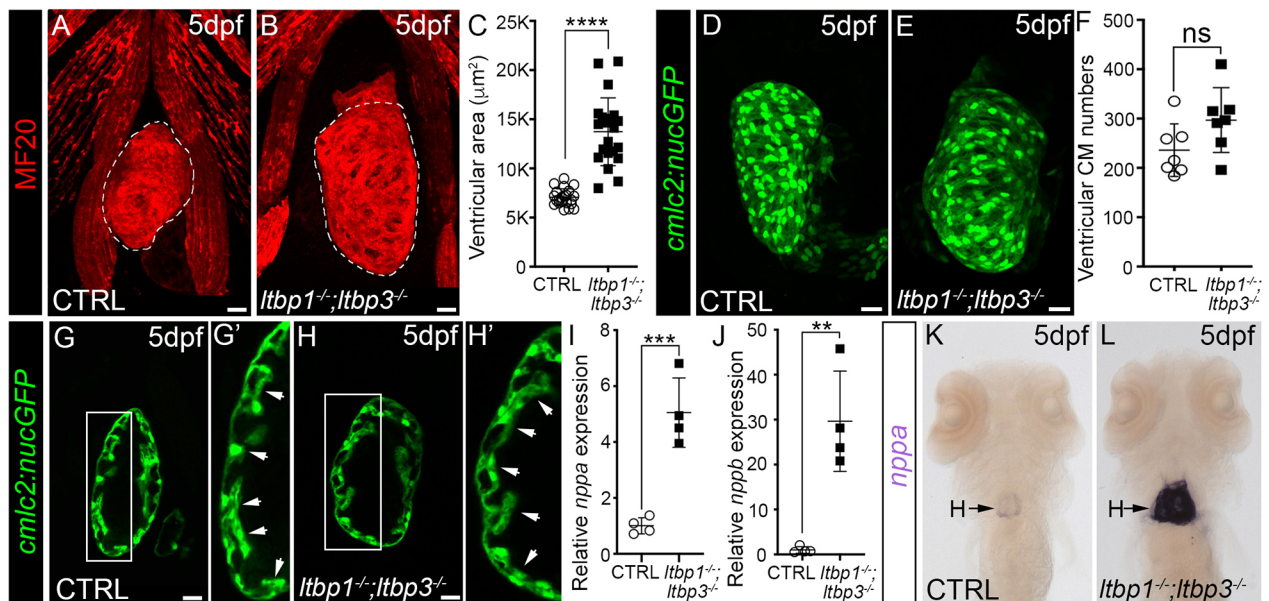 MF20
A
5dpf
CTRL
B
5dpf
ltbp1-/-;ltbp3-/-
C
Ventricular area (μm²)
25K
20K
15K
10K
5K
0
****
CTRL
ltbp1-/-;
ltbp3-/-
cmlc2:nucGFP
D
5dpf
CTRL
E
5dpf
ltbp1-/-;ltbp3-/-
F
Ventricular CM numbers
500
400
300
200
100
0
ns
CTRL
ltbp1-/-;
ltbp3-/-
cmlc2:nucGFP
G
5dpf
CTRL
G'
H
5dpf
ltbp1-/-;ltbp3-/-
H'
I
Relative nppa expression
8
6
4
2
0
***
CTRL
ltbp1-/-;
ltbp3-/-
J
Relative nppb expression
50
40
30
20
10
0
**
CTRL
ltbp1-/-;
ltbp3-/-
nppa
K
5dpf
H
CTRL
L
5dpf
H
ltbp1-/-;ltbp3-/-